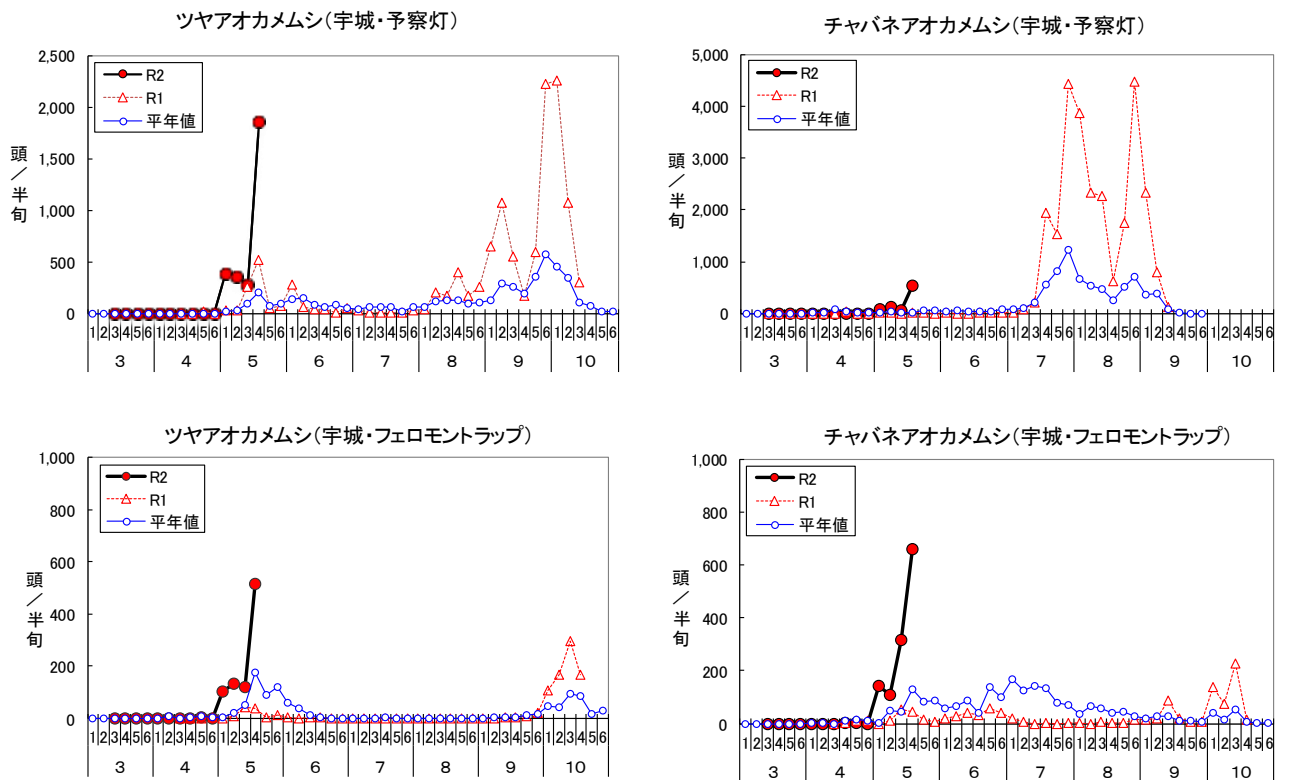 ツヤアオカメムシ(宇城・予察灯)
2,500
2,000
1,500
1,000
500
0
頭／半旬
R2
R1
平年値
1 2 3 4 5 6 1 2 3 4 5 6 1 2 3 4 5 6 1 2 3 4 5 6 1 2 3 4 5 6 1 2 3 4 5 6 1 2 3 4 5 6 1 2 3 4 5 6
3 4 5 6 7 8 9 10
チャバネアオカメムシ(宇城・予察灯)
5,000
4,000
3,000
2,000
1,000
0
頭／半旬
R2
R1
平年値
1 2 3 4 5 6 1 2 3 4 5 6 1 2 3 4 5 6 1 2 3 4 5 6 1 2 3 4 5 6 1 2 3 4 5 6 1 2 3 4 5 6 1 2 3 4 5 6
3 4 5 6 7 8 9 10
ツヤアオカメムシ(宇城・フェロモントラップ)
1,000
800
600
400
200
0
頭／半旬
R2
R1
平年値
1 2 3 4 5 6 1 2 3 4 5 6 1 2 3 4 5 6 1 2 3 4 5 6 1 2 3 4 5 6 1 2 3 4 5 6 1 2 3 4 5 6 1 2 3 4 5 6
3 4 5 6 7 8 9 10
チャバネアオカメムシ(宇城・フェロモントラップ)
1,000
800
600
400
200
0
頭／半旬
R2
R1
平年値
1 2 3 4 5 6 1 2 3 4 5 6 1 2 3 4 5 6 1 2 3 4 5 6 1 2 3 4 5 6 1 2 3 4 5 6 1 2 3 4 5 6 1 2 3 4 5 6
3 4 5 6 7 8 9 10